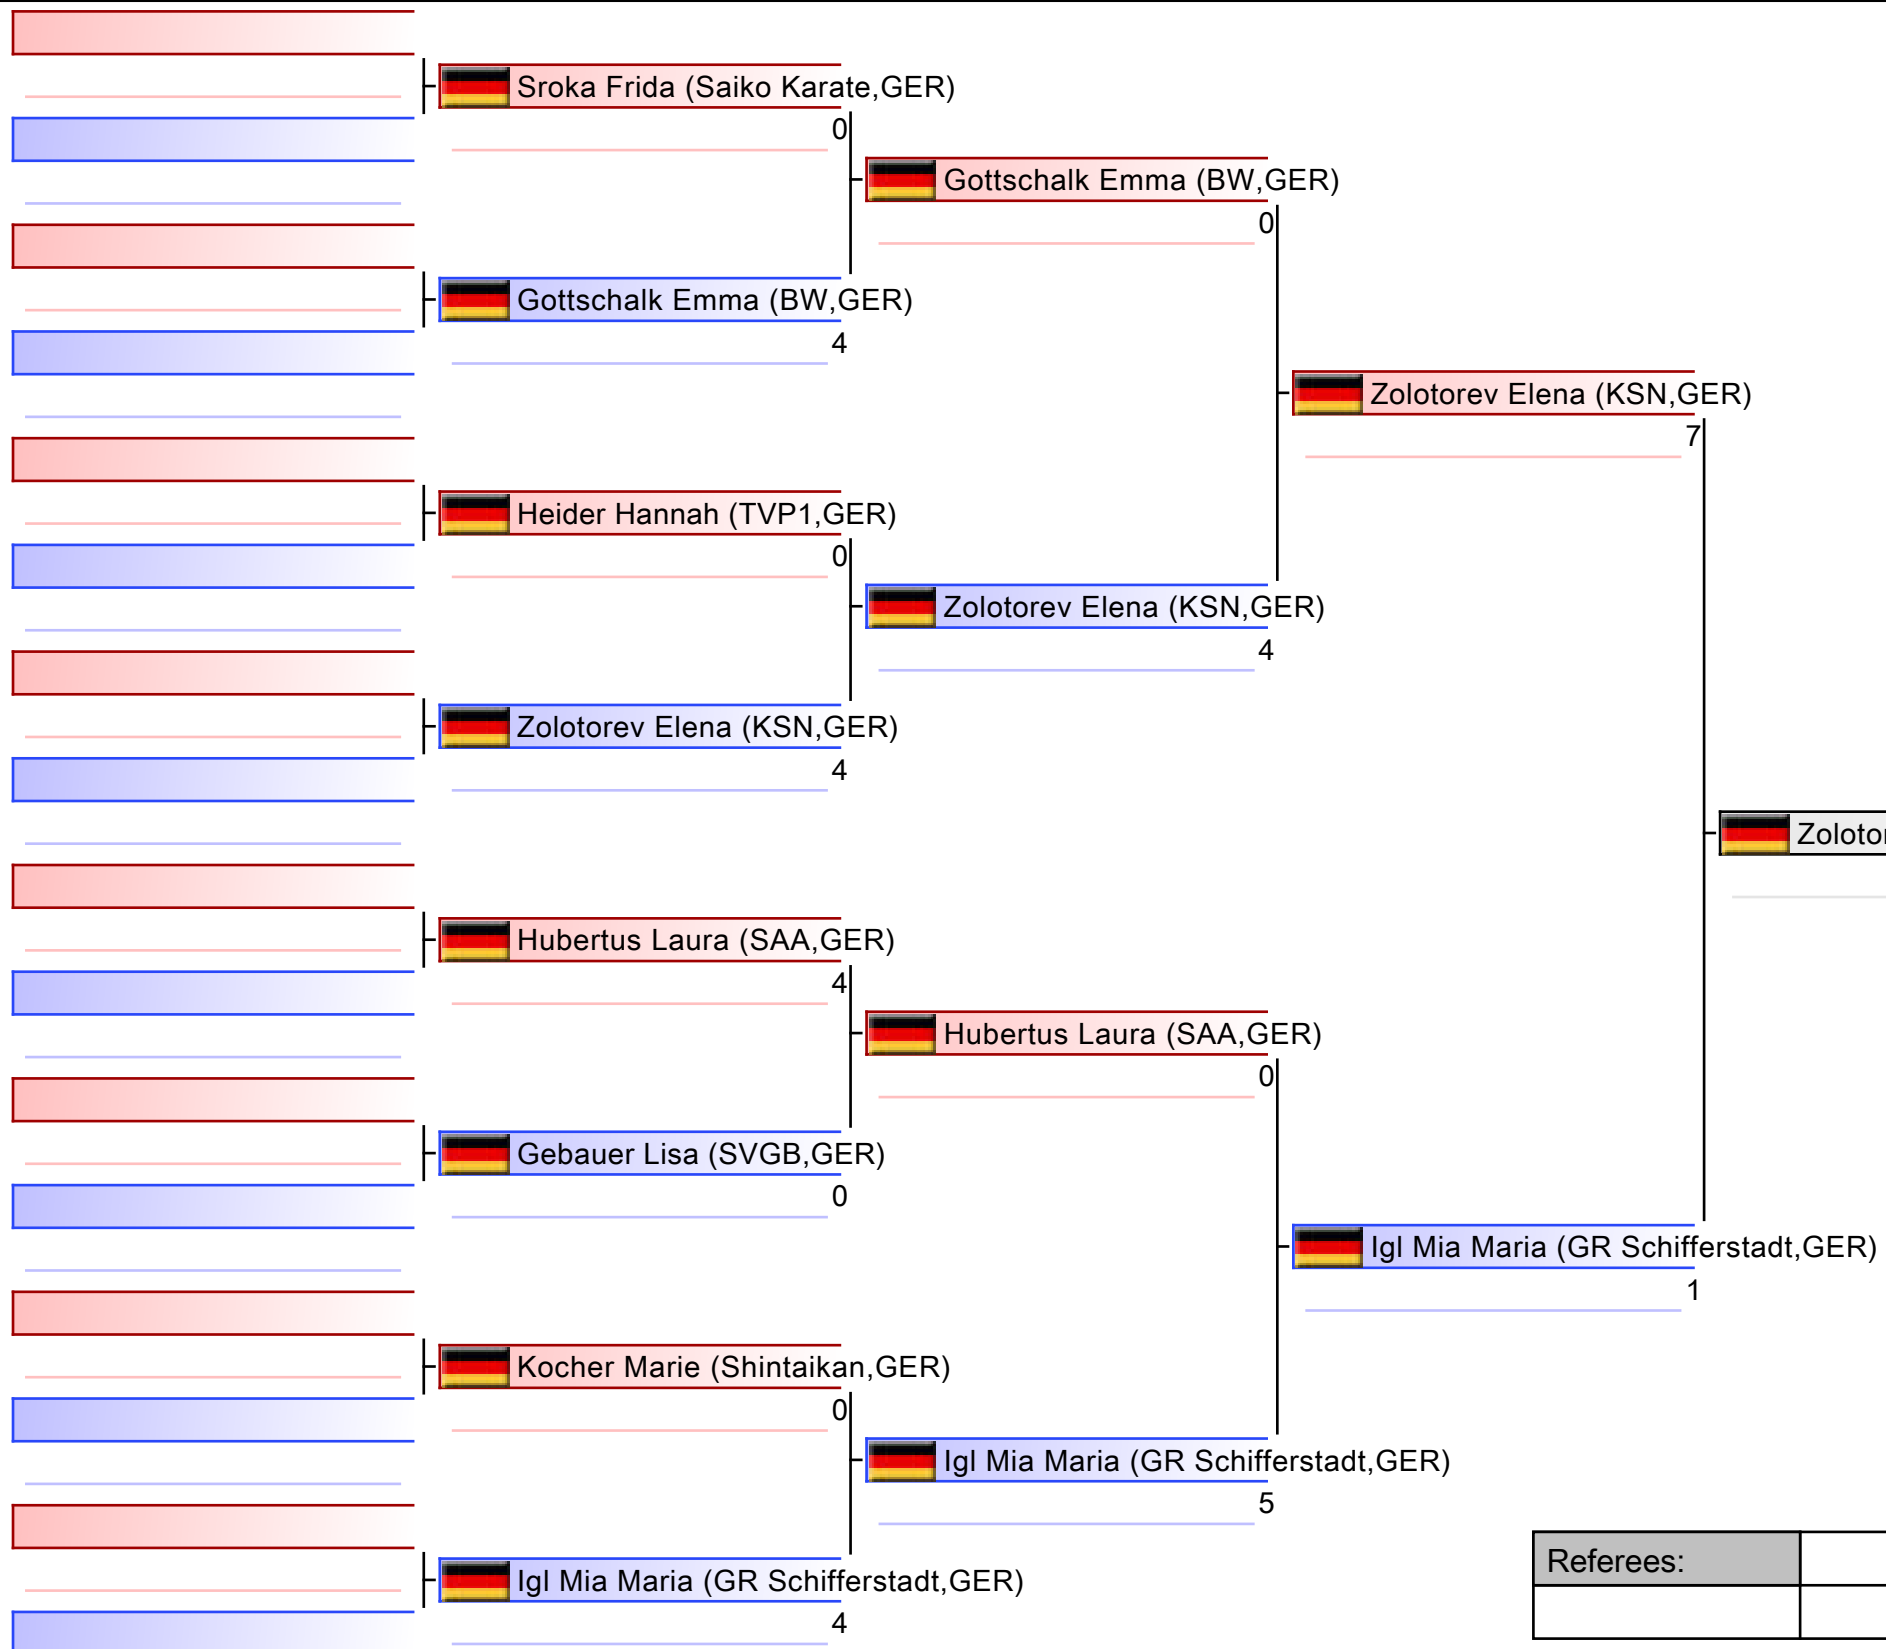 Sroka Frida (Saiko Karate,GER)
0
Gottschalk Emma (BW,GER)
0
Gottschalk Emma (BW,GER)
4
Zolotorev Elena (KSN,GER)
7
Heider Hannah (TVP1,GER)
0
Zolotorev Elena (KSN,GER)
4
Zolotorev Elena (KSN,GER)
4
Zolotor
Hubertus Laura (SAA,GER)
4
Hubertus Laura (SAA,GER)
0
Gebauer Lisa (SVGB,GER)
0
Igl Mia Maria (GR Schifferstadt,GER)
1
Kocher Marie (Shintaikan,GER)
0
Igl Mia Maria (GR Schifferstadt,GER)
5
Referees:
Igl Mia Maria (GR Schifferstadt,GER)
4